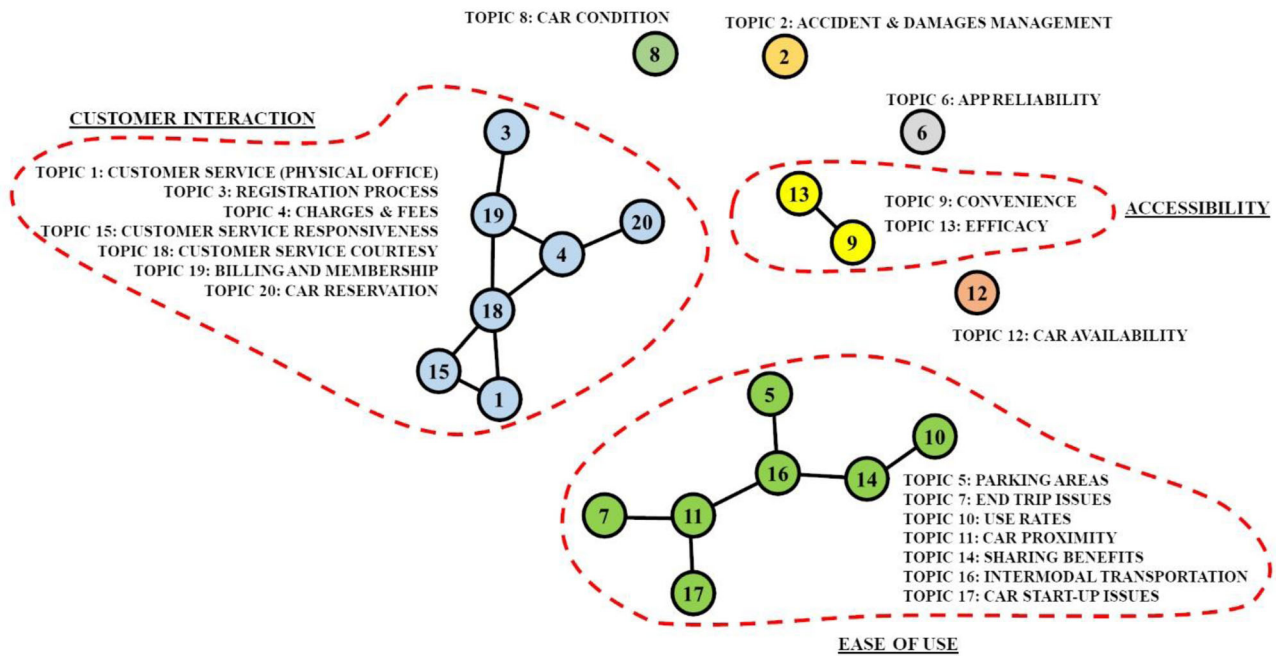 TOPIC 8: CAR CONDITION
8
TOPIC 2: ACCIDENT & DAMAGES MANAGEMENT
2
TOPIC 6: APP RELIABILITY
6
CUSTOMER INTERACTION
TOPIC 1: CUSTOMER SERVICE (PHYSICAL OFFICE)
TOPIC 3: REGISTRATION PROCESS
TOPIC 4: CHARGES & FEES
TOPIC 15: CUSTOMER SERVICE RESPONSIVENESS
TOPIC 18: CUSTOMER SERVICE COURTESY
TOPIC 19: BILLING AND MEMBERSHIP
TOPIC 20: CAR RESERVATION
3
19
20
4
18
15
1
13
9
TOPIC 9: CONVENIENCE
TOPIC 13: EFFICACY
ACCESSIBILITY
12
TOPIC 12: CAR AVAILABILITY
5
10
16
14
7
11
17
TOPIC 5: PARKING AREAS
TOPIC 7: END TRIP ISSUES
TOPIC 10: USE RATES
TOPIC 11: CAR PROXIMITY
TOPIC 14: SHARING BENEFITS
TOPIC 16: INTERMODAL TRANSPORTATION
TOPIC 17: CAR START-UP ISSUES
EASE OF USE